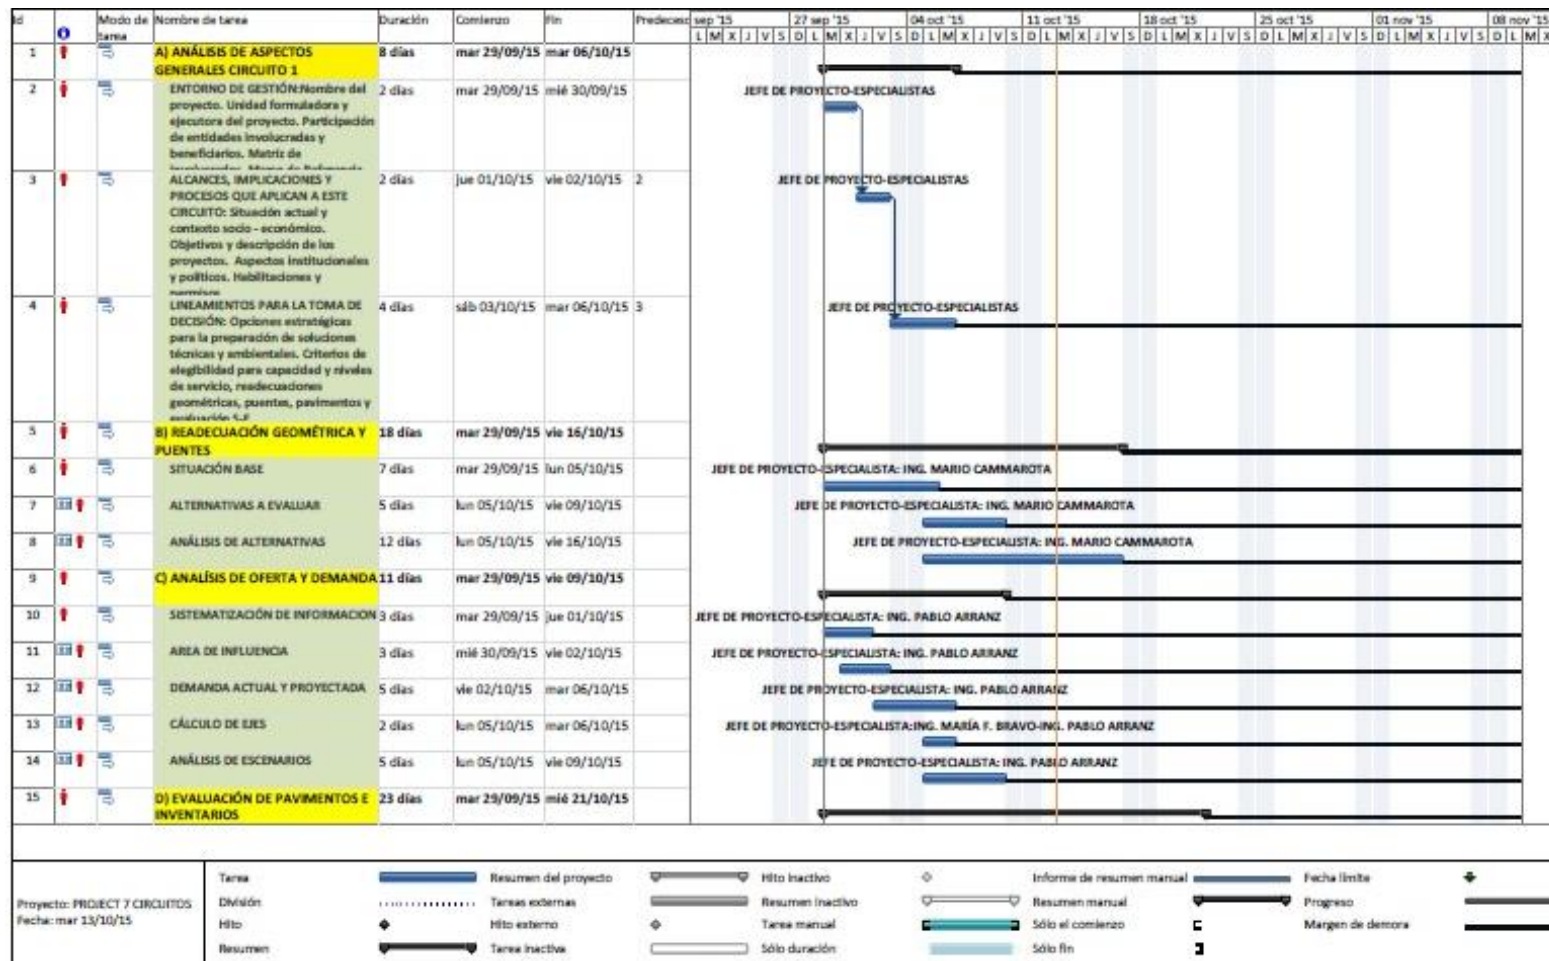 Id Modo de tarea Nombre de tarea Duración Comienzo Fin Predeceso sep '15 27 sep '15 04 oct '15 11 oct '15 18 oct '15 25 oct '15 01 nov '15 08 nov '15
L M X J V S D L M X J V S D L M X J V S D L M X J V S D L M X J V S D L M X J V S D L M X J V S D L M X
1 A) ANÁLISIS DE ASPECTOS 8 días mar 29/09/15 mar 06/10/15
GENERALES CIRCUITO 1
2 ENTORNO DE GESTIÓN:Nombre del 2 días mar 29/09/15 mié 30/09/15 JEFE DE PROYECTO-ESPECIALISTAS
proyecto. Unidad formuladora y
ejecutora del proyecto. Participación
de entidades involucradas y
beneficiarios. Matriz de
3 ALCANCES, IMPLICACIONES Y 2 días jue 01/10/15 vie 02/10/15 2 JEFE DE PROYECTO-ESPECIALISTAS
PROCESOS QUE APLICAN A ESTE
CIRCUITO: Situación actual y
contexto socio - económico.
Objetivos y descripción de los
proyectos. Aspectos institucionales
y políticos. Habilitaciones y
4 LINEAMIENTOS PARA LA TOMA DE 4 días sáb 03/10/15 mar 06/10/15 3 JEFE DE PROYECTO-ESPECIALISTAS
DECISIÓN: Opciones estratégicas
para la preparación de soluciones
técnicas y ambientales. Criterios de
elegibilidad para capacidad y niveles
de servicio, readecuaciones
geométricas, puentes, pavimentos y
evaluación S-E
5 B) READECUACIÓN GEOMÉTRICA Y 18 días mar 29/09/15 vie 16/10/15
PUENTES
6 SITUACIÓN BASE 7 días mar 29/09/15 lun 05/10/15 JEFE DE PROYECTO-ESPECIALISTA: ING. MARIO CAMMAROTA
7 ALTERNATIVAS A EVALUAR 5 días lun 05/10/15 vie 09/10/15 JEFE DE PROYECTO-ESPECIALISTA: ING. MARIO CAMMAROTA
8 ANÁLISIS DE ALTERNATIVAS 12 días lun 05/10/15 vie 16/10/15 JEFE DE PROYECTO-ESPECIALISTA: ING. MARIO CAMMAROTA
9 C) ANALÍSIS DE OFERTA Y DEMANDA 11 días mar 29/09/15 vie 09/10/15
10 SISTEMATIZACIÓN DE INFORMACION 3 días mar 29/09/15 jue 01/10/15 JEFE DE PROYECTO-ESPECIALISTA: ING. PABLO ARRANZ
11 AREA DE INFLUENCIA 3 días mié 30/09/15 vie 02/10/15 JEFE DE PROYECTO-ESPECIALISTA: ING. PABLO ARRANZ
12 DEMANDA ACTUAL Y PROYECTADA 5 días vie 02/10/15 mar 06/10/15 JEFE DE PROYECTO-ESPECIALISTA: ING. PABLO ARRANZ
13 CÁLCULO DE EJES 2 días lun 05/10/15 mar 06/10/15 JEFE DE PROYECTO-ESPECIALISTA:ING. MARÍA F. BRAVO-ING. PABLO ARRANZ
14 ANÁLISIS DE ESCENARIOS 5 días lun 05/10/15 vie 09/10/15 JEFE DE PROYECTO-ESPECIALISTA: ING. PABLO ARRANZ
15 D) EVALUACIÓN DE PAVIMENTOS E 23 días mar 29/09/15 mié 21/10/15
INVENTARIOS
Proyecto: PROJECT 7 CIRCUITOS
Fecha: mar 13/10/15
Tarea Resumen del proyecto Hito inactivo Informe de resumen manual Fecha límite
División Tareas externas Resumen inactivo Resumen manual Progreso
Hito Hito externo Tarea manual Sólo el comienzo Margen de demora
Resumen Tarea inactiva Sólo duración Sólo fin